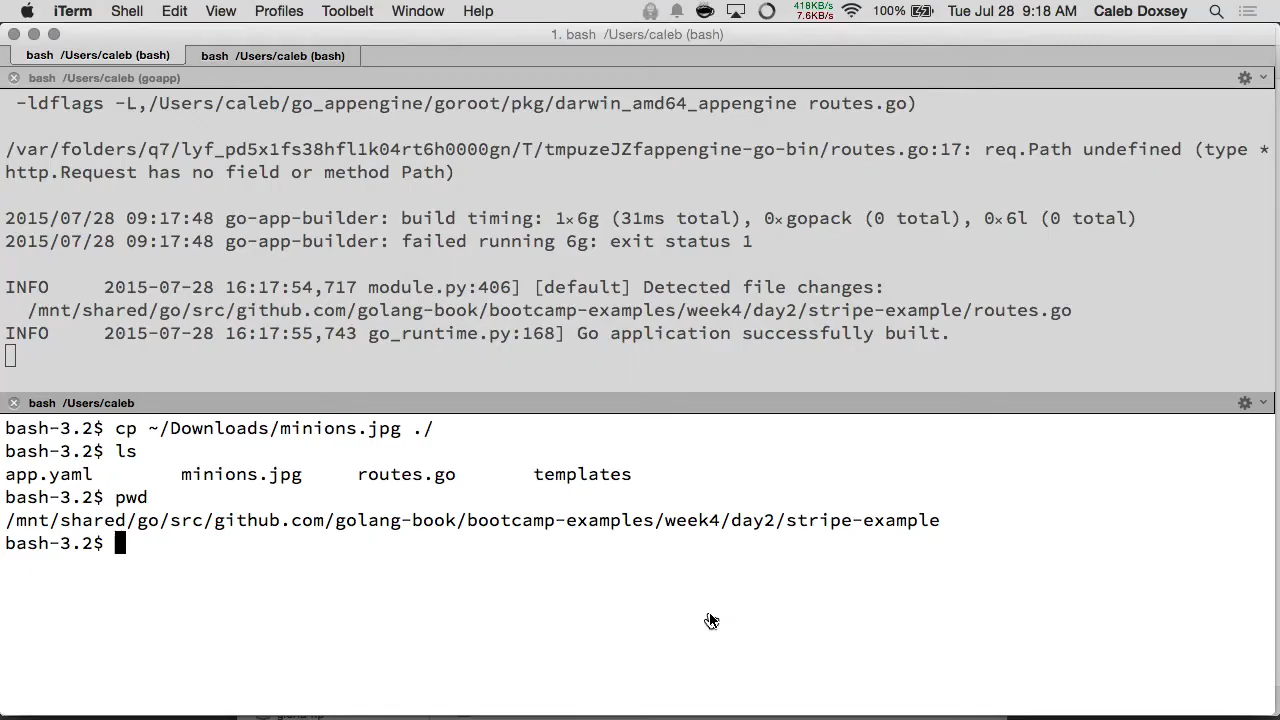 iTerm Shell Edit View Profiles Toolbelt Window Help 418KB/s 7.6KB/s 100% Tue Jul 28 9:18 AM Caleb Doxsey
1. bash /Users/caleb (bash)
bash /Users/caleb (bash) bash /Users/caleb (bash)
bash /Users/caleb (goapp)
-ldflags -L,/Users/caleb/go_appengine/goroot/pkg/darwin_amd64_appengine routes.go)
/var/folders/q7/lyf_pd5x1fs38hfl1k04rt6h0000gn/T/tmpuzeJZfappengine-go-bin/routes.go:17: req.Path undefined (type *
http.Request has no field or method Path)
2015/07/28 09:17:48 go-app-builder: build timing: 1×6g (31ms total), 0×gopack (0 total), 0×6l (0 total)
2015/07/28 09:17:48 go-app-builder: failed running 6g: exit status 1
INFO 2015-07-28 16:17:54,717 module.py:406] [default] Detected file changes:
/mnt/shared/go/src/github.com/golang-book/bootcamp-examples/week4/day2/stripe-example/routes.go
INFO 2015-07-28 16:17:55,743 go_runtime.py:168] Go application successfully built.
bash /Users/caleb
bash-3.2$ cp ~/Downloads/minions.jpg ./
bash-3.2$ ls
app.yaml minions.jpg routes.go templates
bash-3.2$ pwd
/mnt/shared/go/src/github.com/golang-book/bootcamp-examples/week4/day2/stripe-example
bash-3.2$